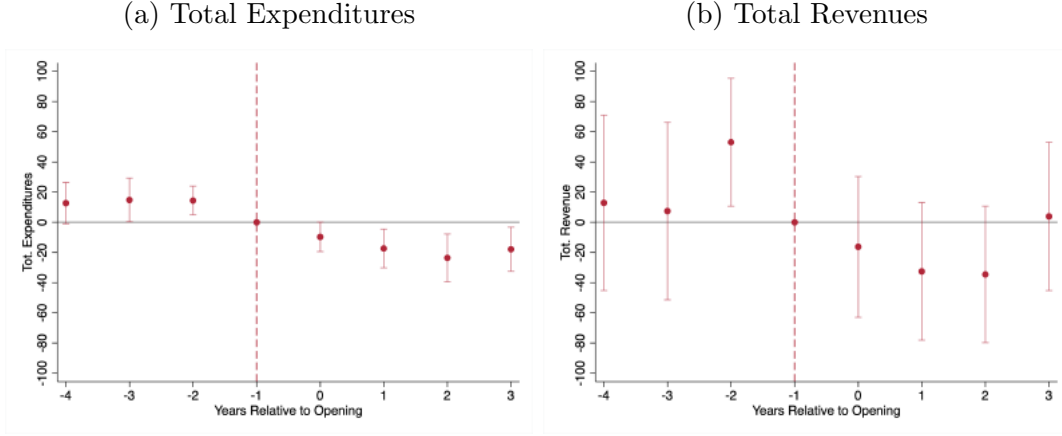 (a) Total Expenditures
(b) Total Revenues
Tot. Expenditures
100
80
60
40
20
0
-20
-40
-60
-80
-100
-4 -3 -2 -1 0 1 2 3
Years Relative to Opening
Tot. Revenue
100
80
60
40
20
0
-20
-40
-60
-80
-100
-4 -3 -2 -1 0 1 2 3
Years Relative to Opening